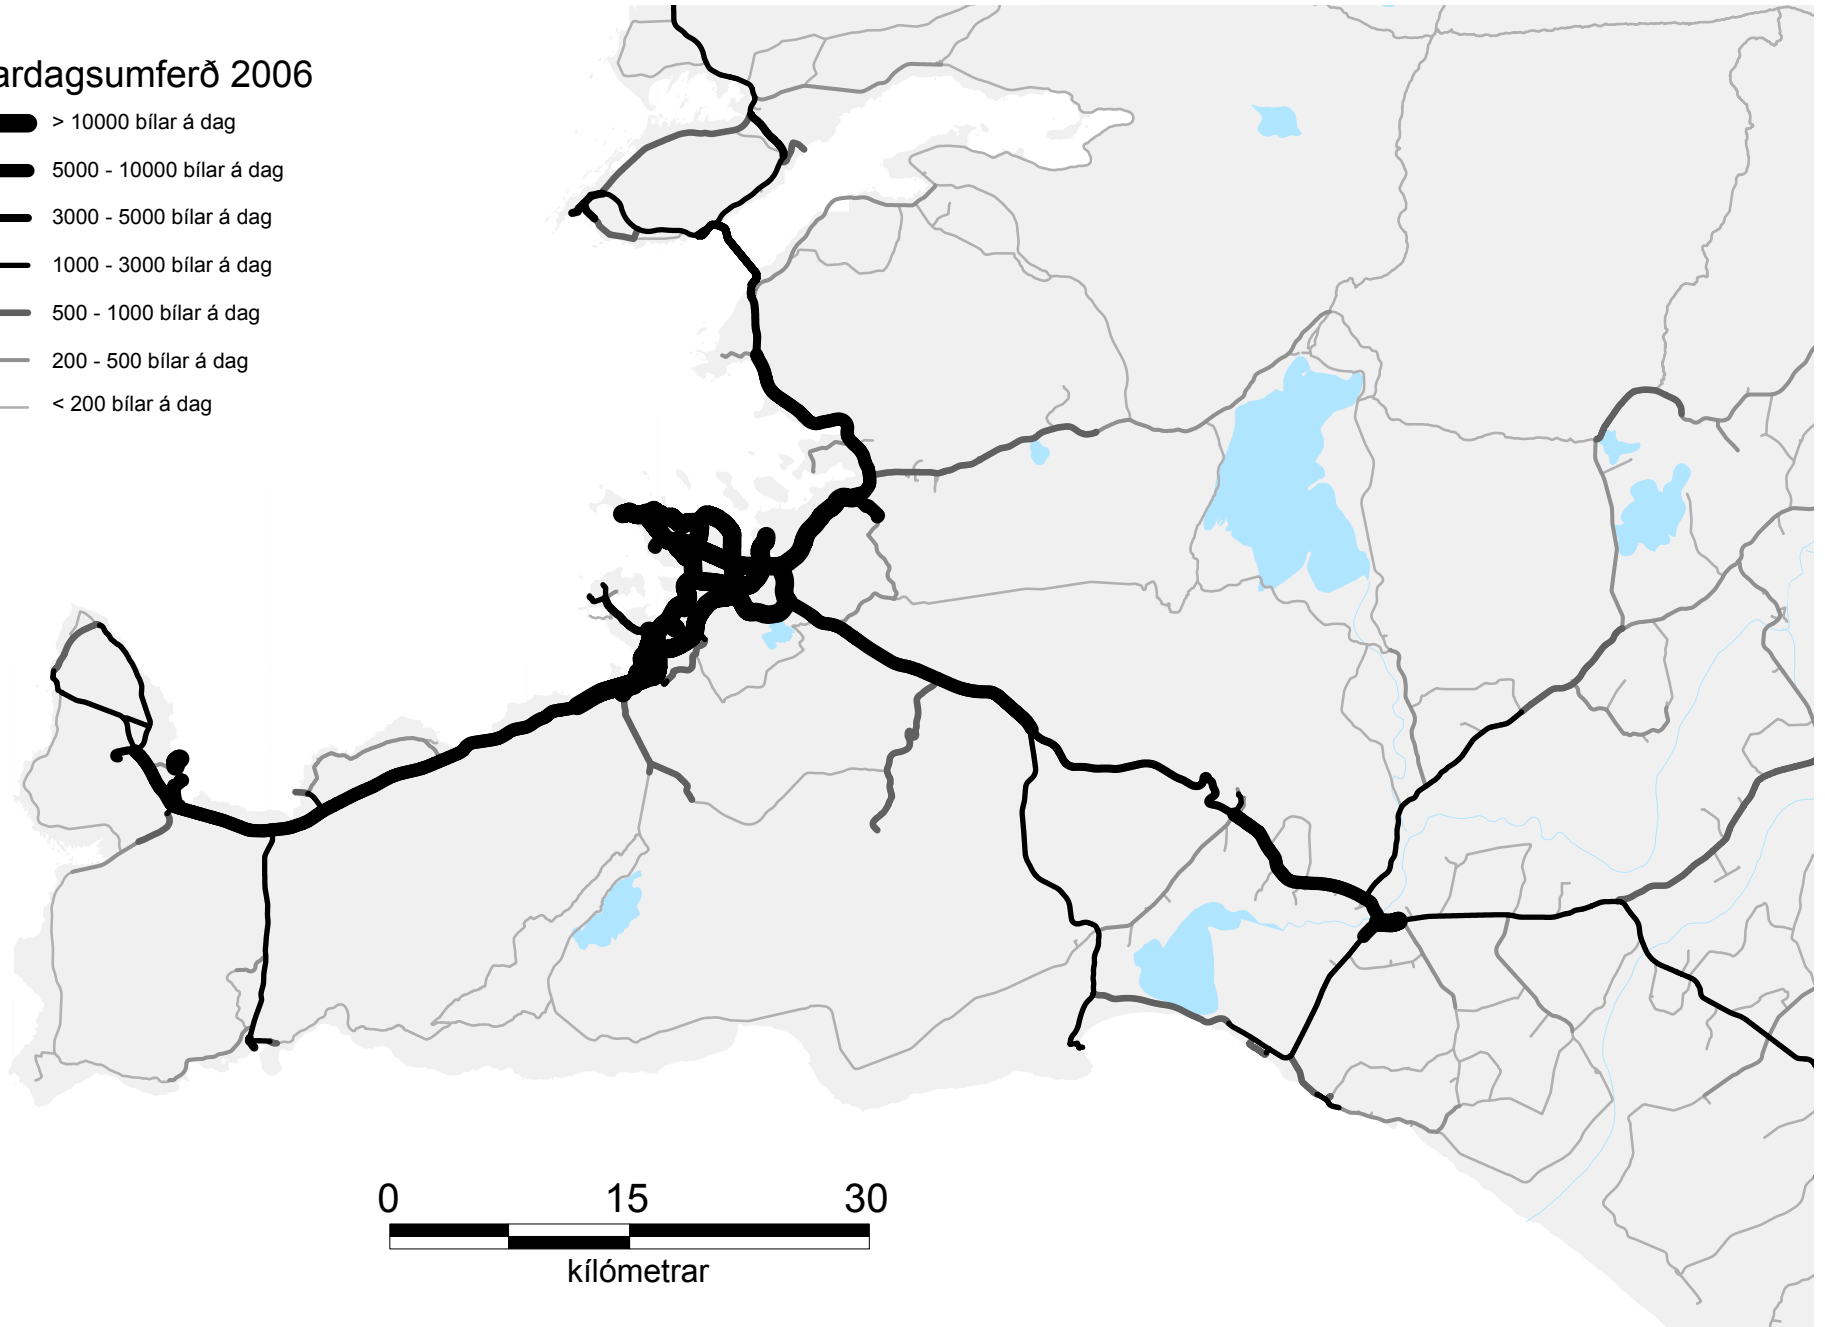 ardagsumferð 2006
> 10000 bílar á dag
5000 - 10000 bílar á dag
3000 - 5000 bílar á dag
1000 - 3000 bílar á dag
500 - 1000 bílar á dag
200 - 500 bílar á dag
< 200 bílar á dag
0 15 30
kílómetrar